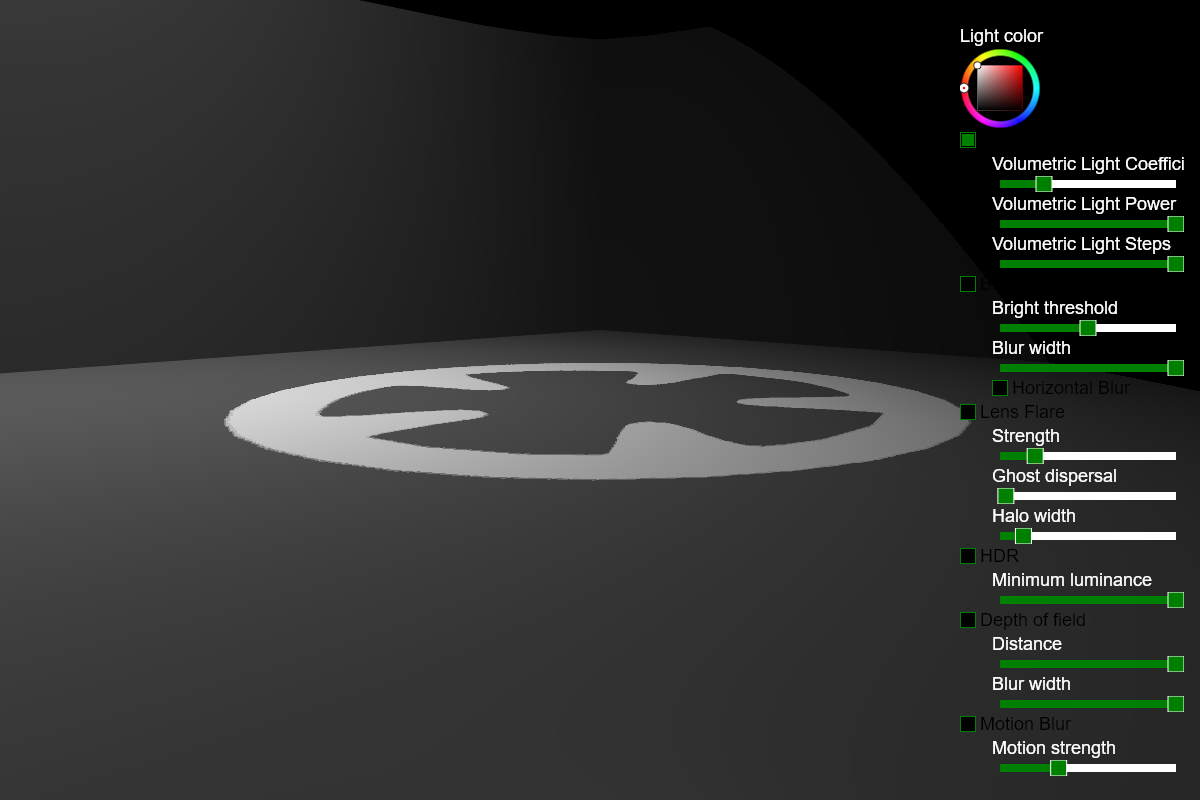 Light color
Volumetric Light Coeffici
Volumetric Light Power
Volumetric Light Steps
Bright threshold
Blur width
Horizontal Blur
Lens Flare
Strength
Ghost dispersal
Halo width
HDR
Minimum luminance
Depth of field
Distance
Blur width
Motion Blur
Motion strength